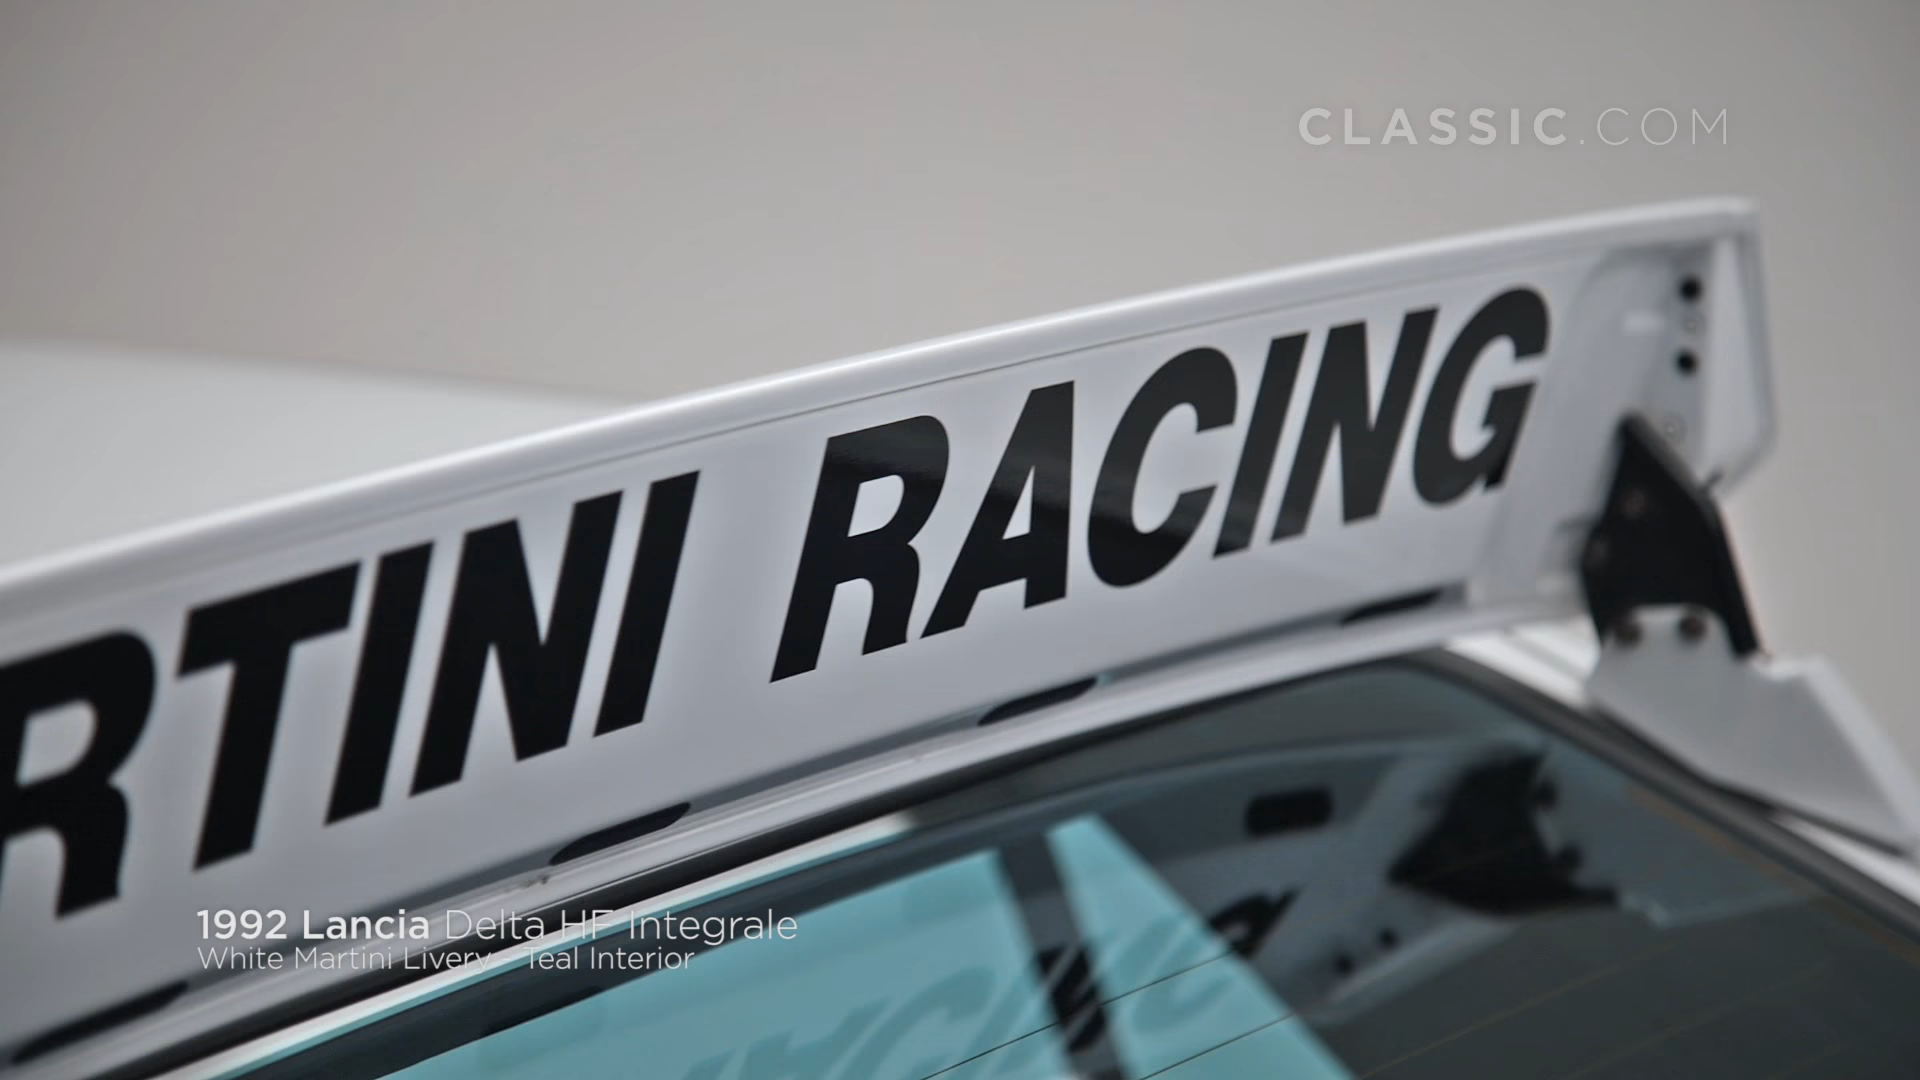 CLASSIC.COM
RTINI RACING
1992 Lancia Delta HF Integrale
White Martini Livery - Teal Interior